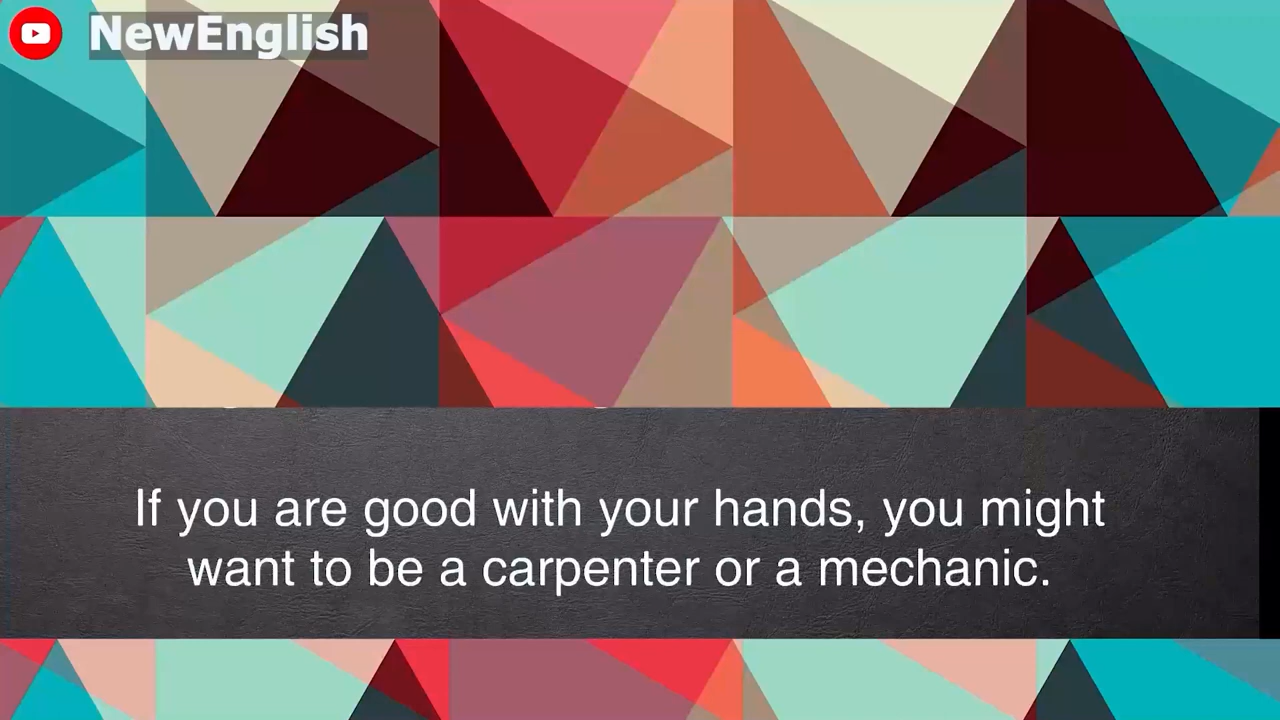 NewEnglish
If you are good with your hands, you might
want to be a carpenter or a mechanic.